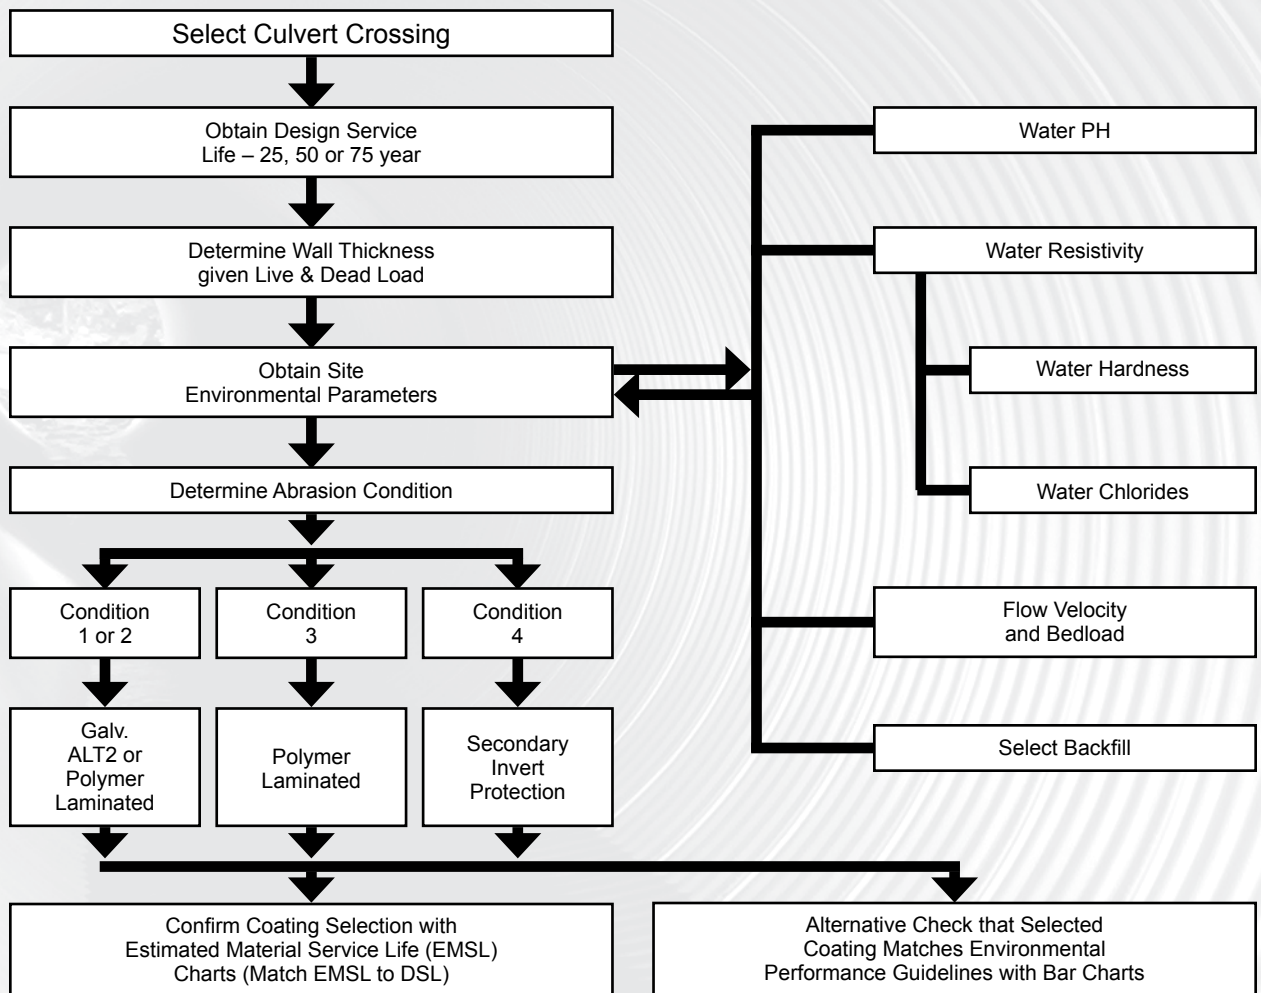 Select Culvert Crossing
Obtain Design Service
Life – 25, 50 or 75 year
Determine Wall Thickness
given Live & Dead Load
Obtain Site
Environmental Parameters
Determine Abrasion Condition
Condition
1 or 2
Condition
3
Condition
4
Galv.
ALT2 or
Polymer
Laminated
Polymer
Laminated
Secondary
Invert
Protection
Confirm Coating Selection with
Estimated Material Service Life (EMSL)
Charts (Match EMSL to DSL)
Alternative Check that Selected
Coating Matches Environmental
Performance Guidelines with Bar Charts
Water PH
Water Resistivity
Water Hardness
Water Chlorides
Flow Velocity
and Bedload
Select Backfill